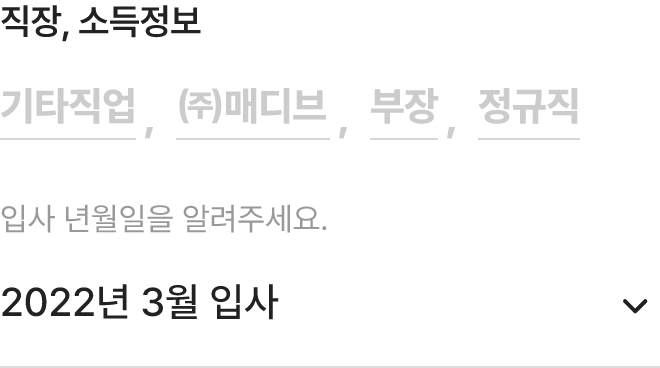 직장, 소득정보
기타직업, ㈜매디브, 부장, 정규직
입사 년월일을 알려주세요.
2022년 3월 입사